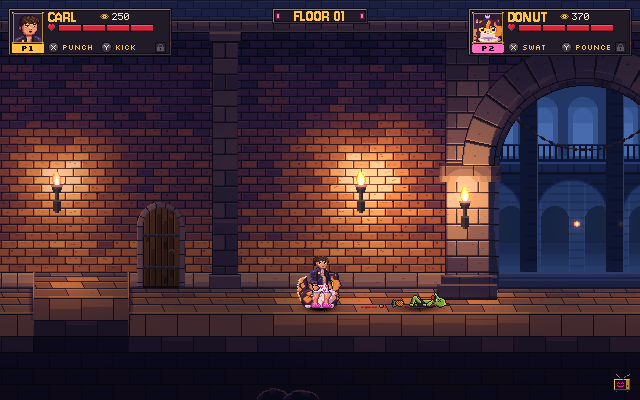 CARL 250
P1 X PUNCH Y KICK
FLOOR 01
DONUT 370
P2 X SWAT Y POUNCE